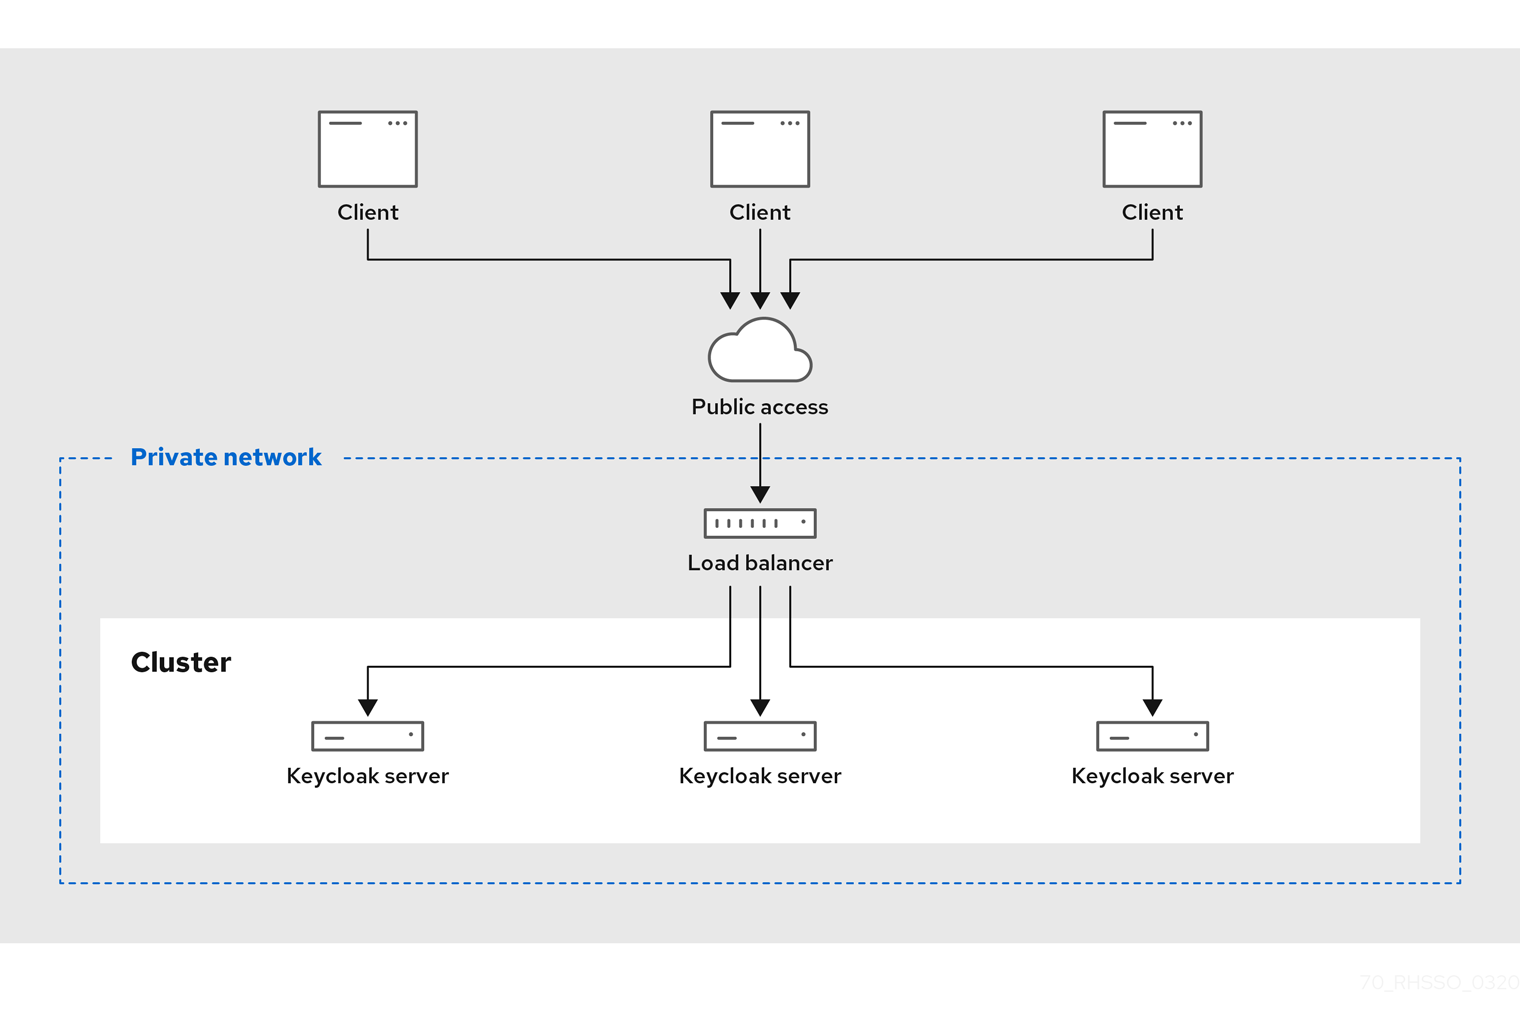 Client
Client
Client
Public access
Private network
Load balancer
Cluster
Keycloak server
Keycloak server
Keycloak server
70_RHSSO_0320